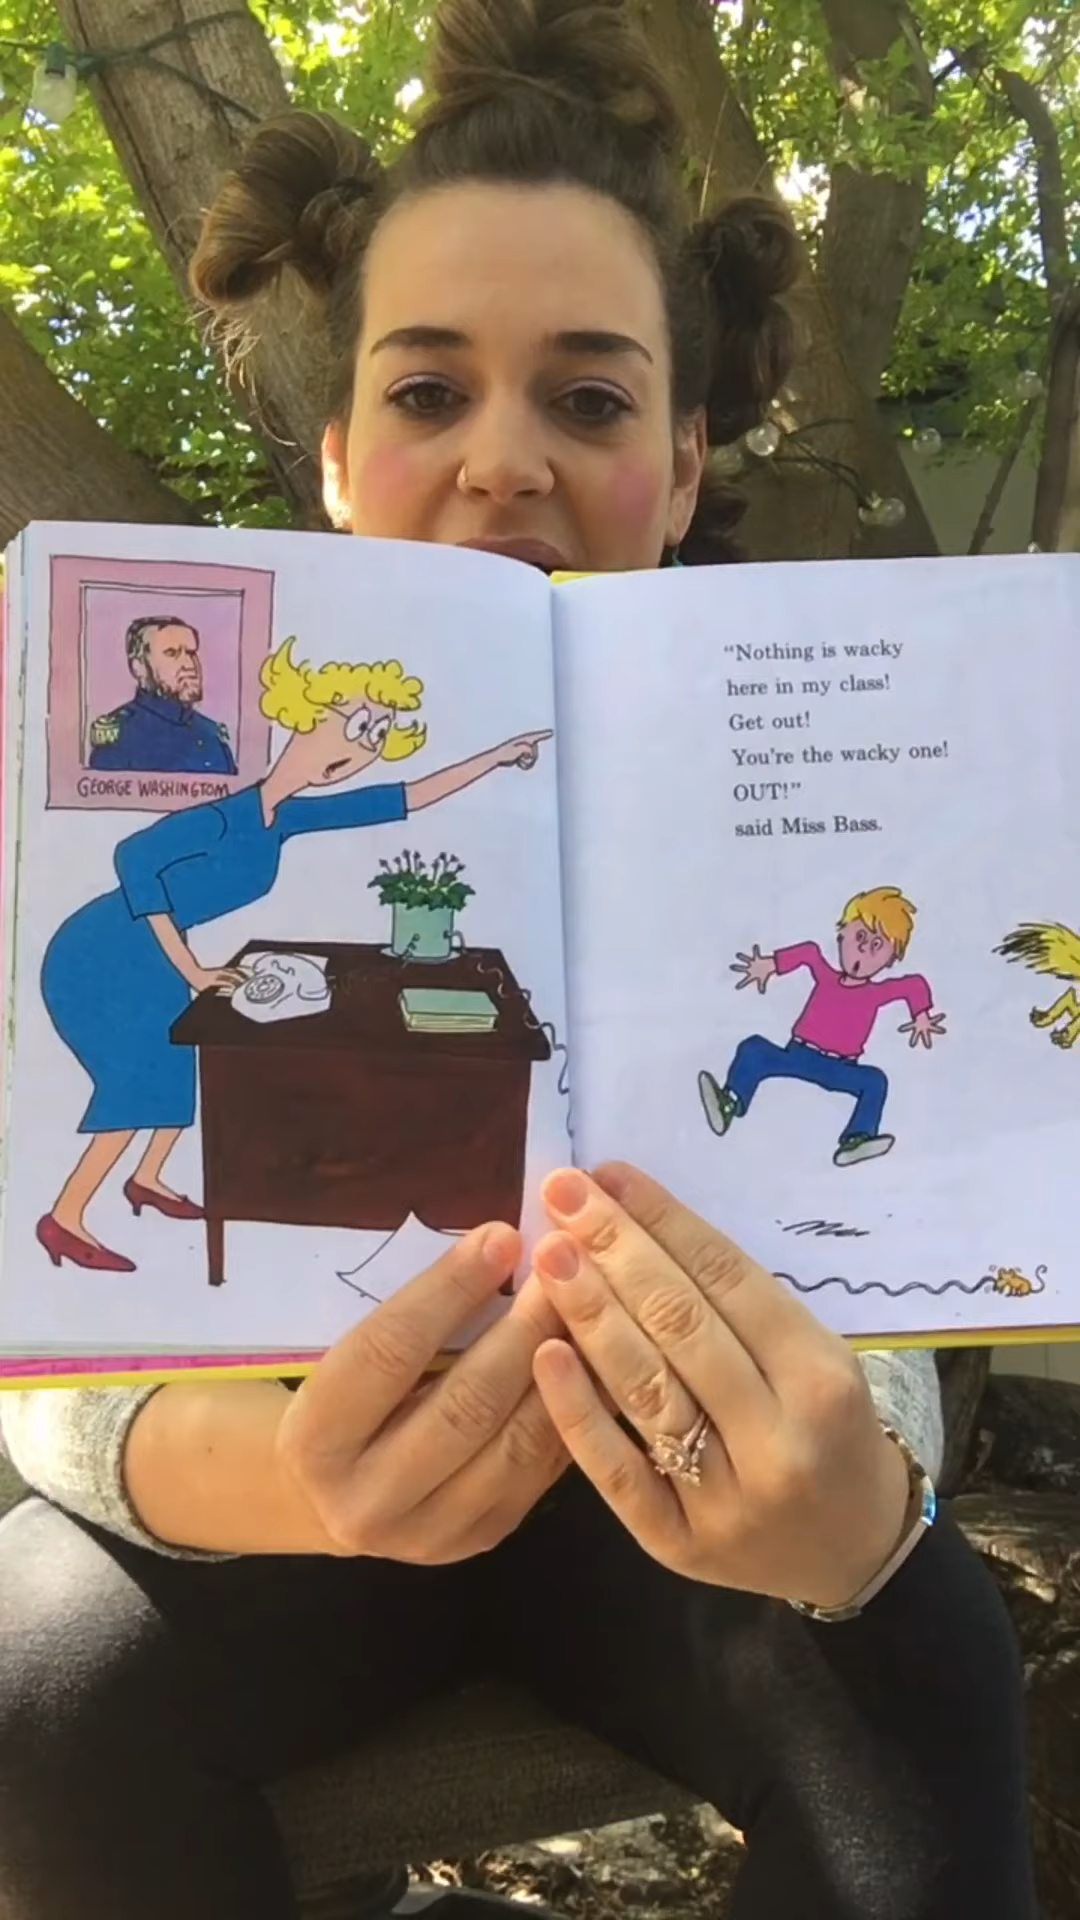 GEORGE WASHINGTON
“Nothing is wacky
here in my class!
Get out!
You're the wacky one!
OUT!”
said Miss Bass.